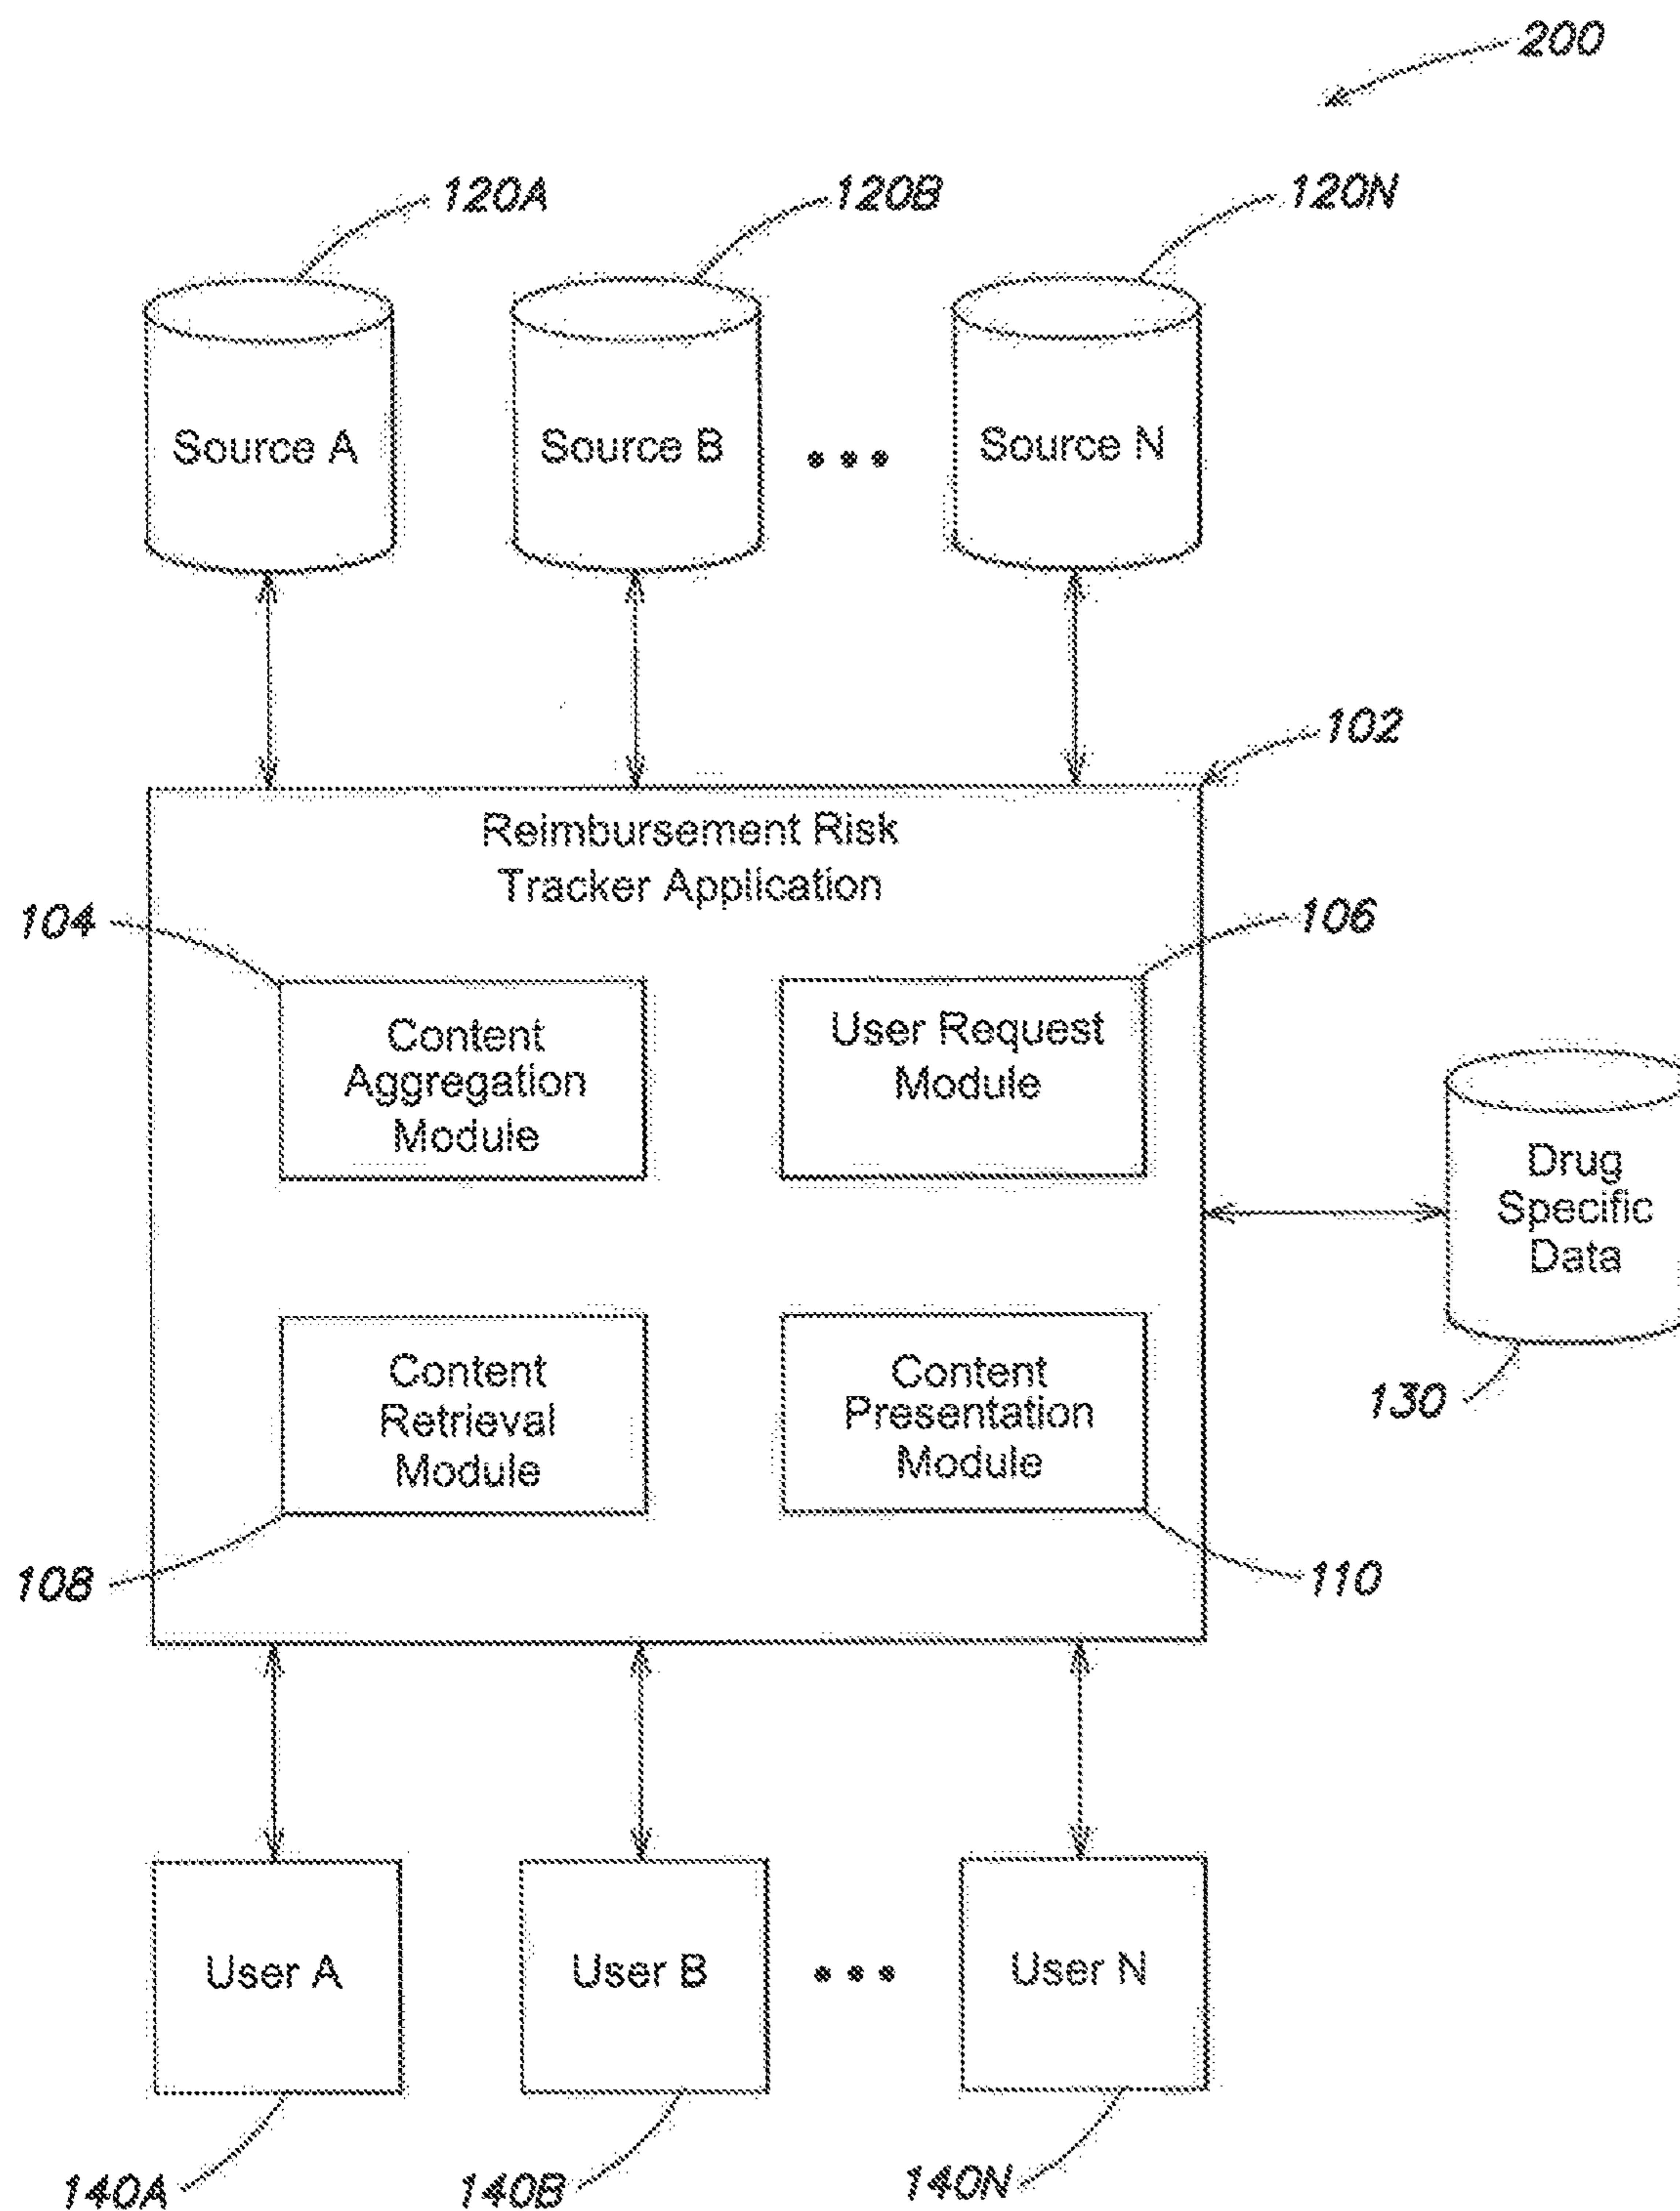 200
120A
120B
120N
Source A
Source B
•••
Source N
102
Reimbursement Risk
Tracker Application
104
106
Content
Aggregation
Module
User Request
Module
Drug
Specific
Data
130
Content
Retrieval
Module
Content
Presentation
Module
108
110
User A
User B
•••
User N
140A
140B
140N